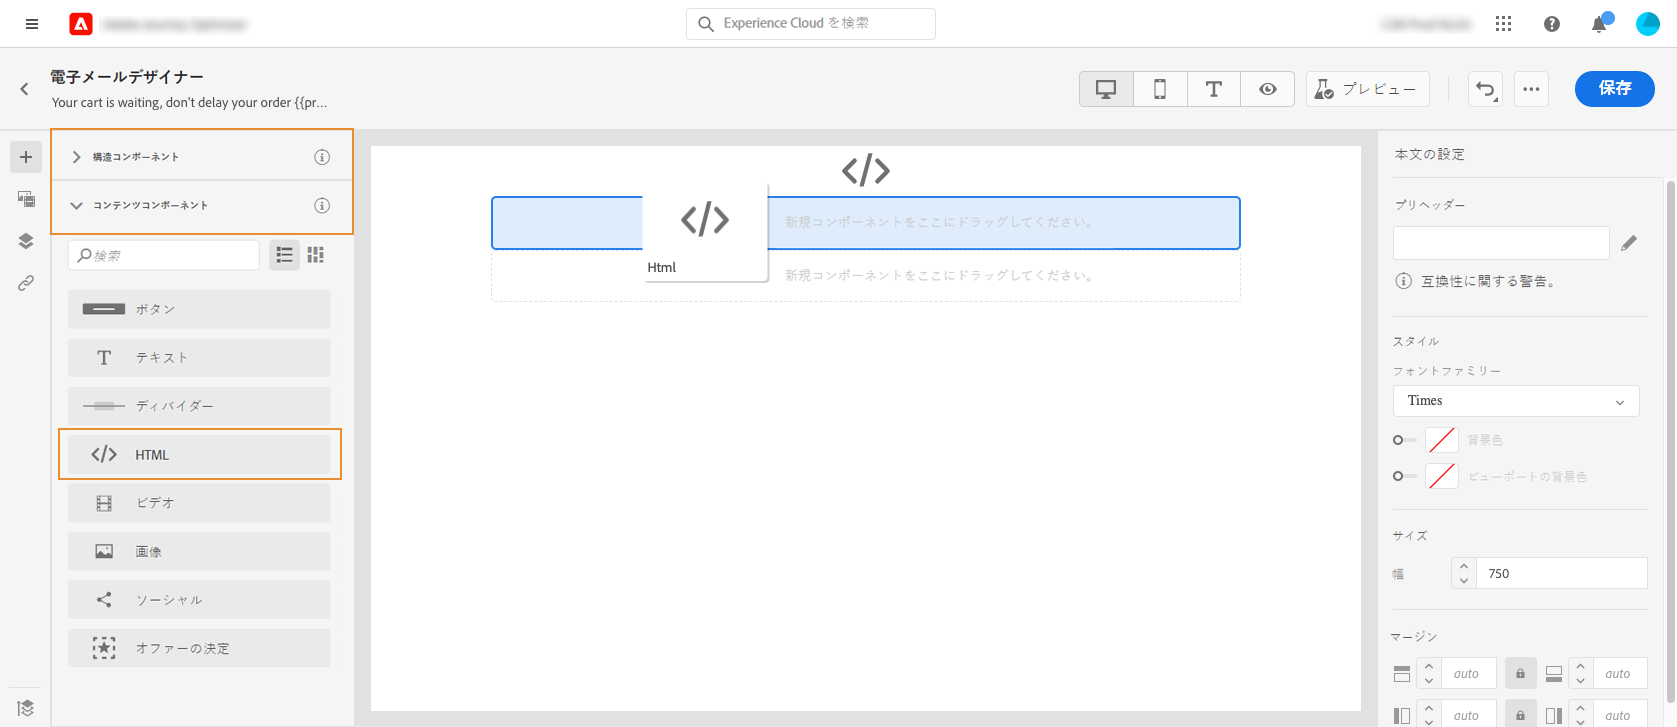 Experience Cloud を検索
電子メールデザイナー
Your cart is waiting, don't delay your order {{pr...
プレビュー
保存
構造コンポーネント
コンテンツコンポーネント
検索
ボタン
テキスト
ディバイダー
HTML
ビデオ
画像
ソーシャル
オファーの決定
新規コンポーネントをここにドラッグしてください。
Html
新規コンポーネントをここにドラッグしてください。
本文の設定
プリヘッダー
互換性に関する警告。
スタイル
フォントファミリー
Times
背景色
ビューポートの背景色
サイズ
幅
750
マージン
auto
auto
auto
auto